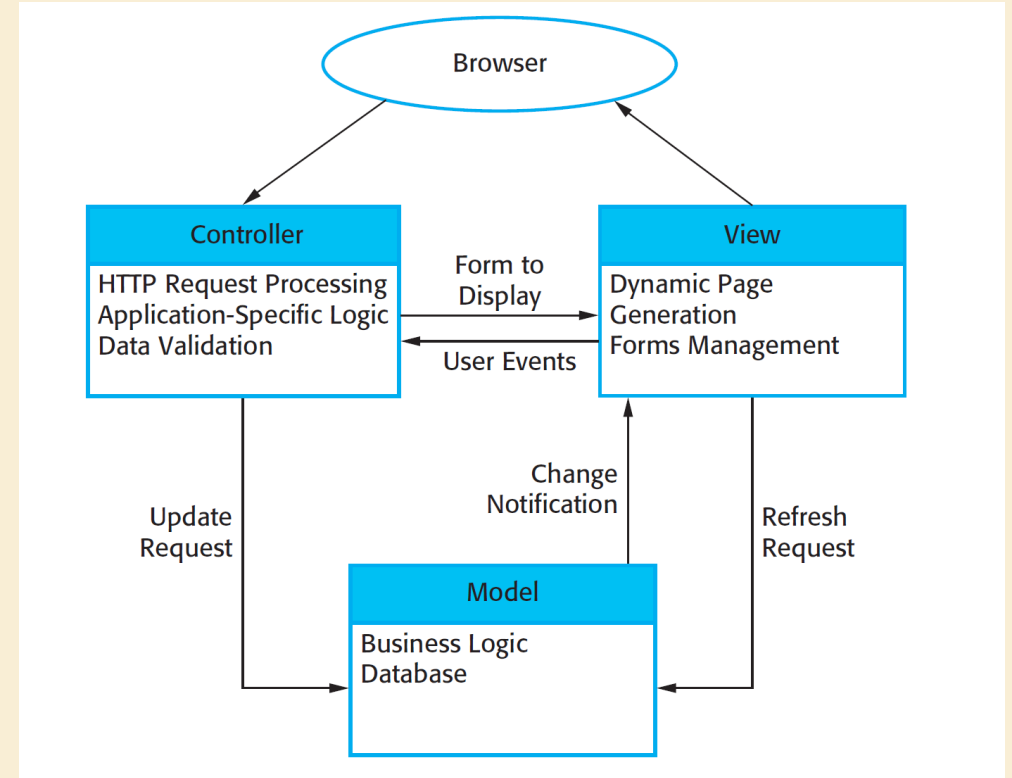 Browser
Controller
HTTP Request Processing
Application-Specific Logic
Data Validation
Form to
Display
User Events
View
Dynamic Page
Generation
Forms Management
Update
Request
Change
Notification
Refresh
Request
Model
Business Logic
Database